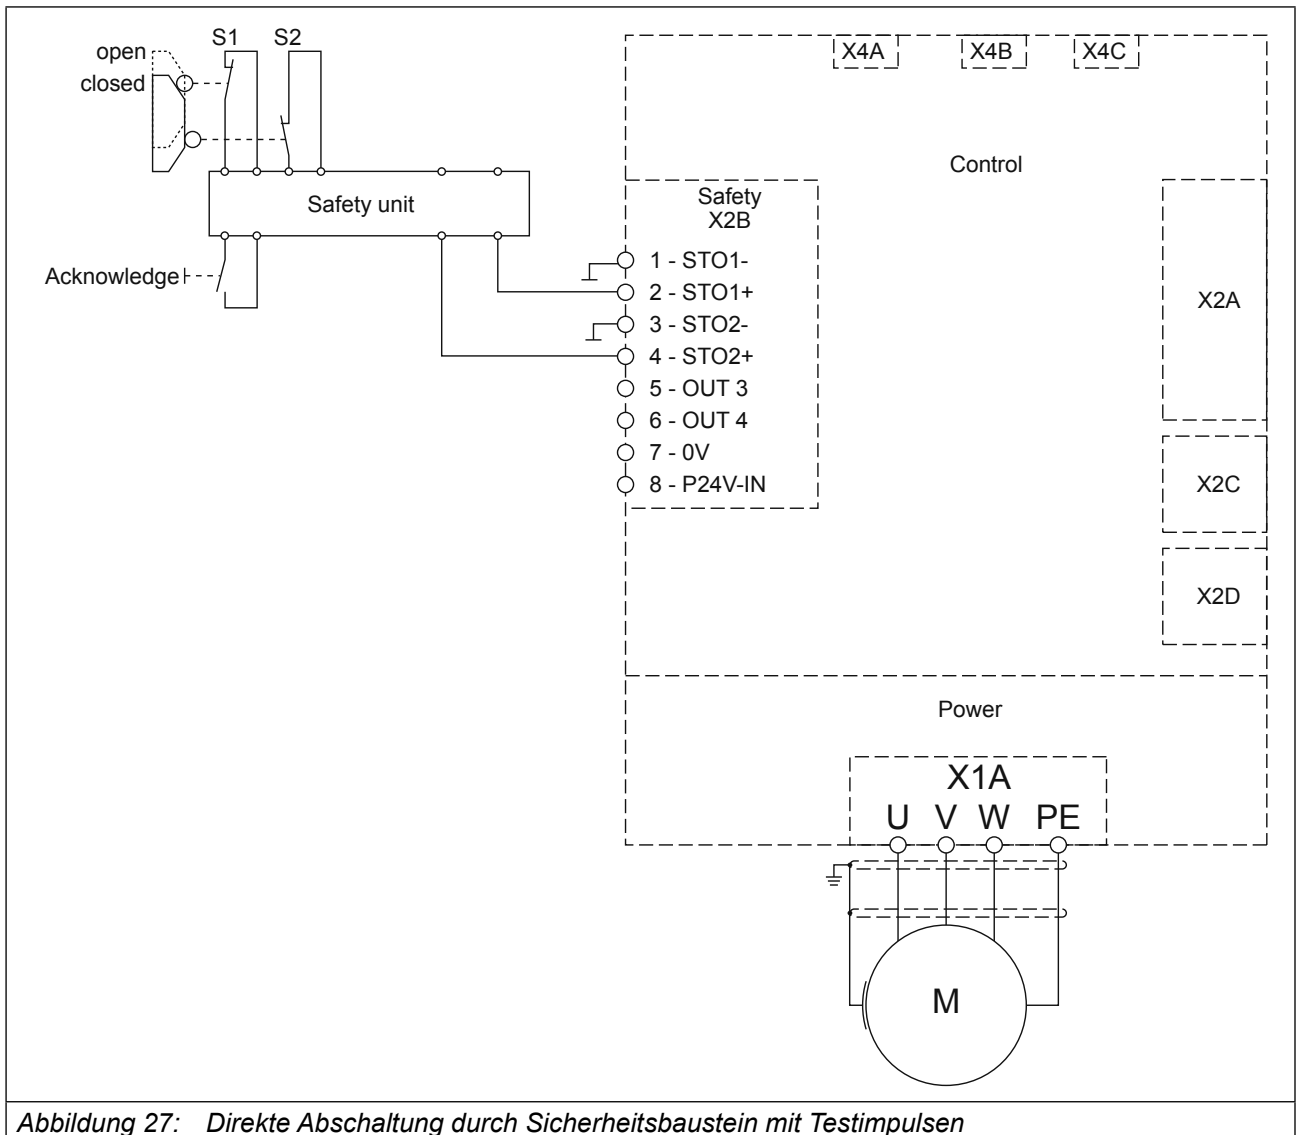 S1 S2
open
closed
Safety unit
Acknowledge
X4A X4B X4C
Control
Safety
X2B
1 - STO1-
2 - STO1+
3 - STO2-
4 - STO2+
5 - OUT 3
6 - OUT 4
7 - 0V
8 - P24V-IN
X2A
X2C
X2D
Power
X1A
U V W PE
M
Abbildung 27: Direkte Abschaltung durch Sicherheitsbaustein mit Testimpulsen